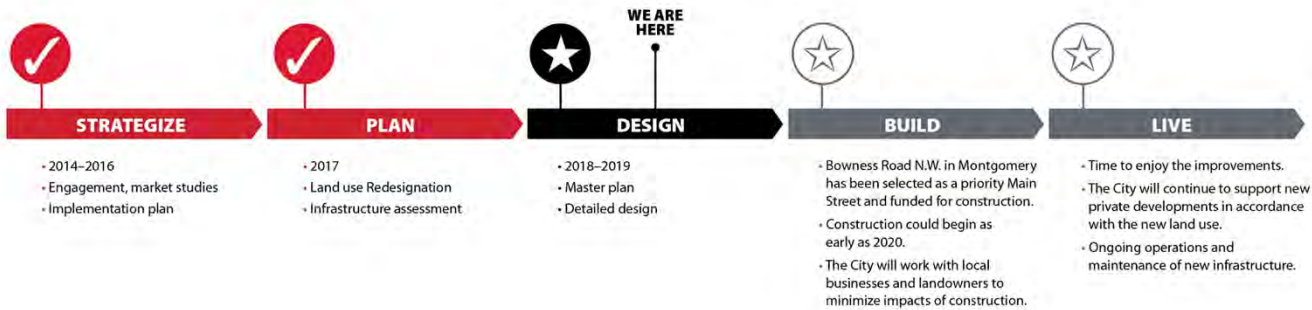 WE ARE
HERE
STRATEGIZE
• 2014–2016
• Engagement, market studies
• Implementation plan
PLAN
• 2017
• Land use Redesignation
• Infrastructure assessment
DESIGN
• 2018–2019
• Master plan
• Detailed design
BUILD
• Bowness Road N.W. in Montgomery
has been selected as a priority Main
Street and funded for construction.
• Construction could begin as
early as 2020.
• The City will work with local
businesses and landowners to
minimize impacts of construction.
LIVE
• Time to enjoy the improvements.
• The City will continue to support new
private developments in accordance
with the new land use.
• Ongoing operations and
maintenance of new infrastructure.